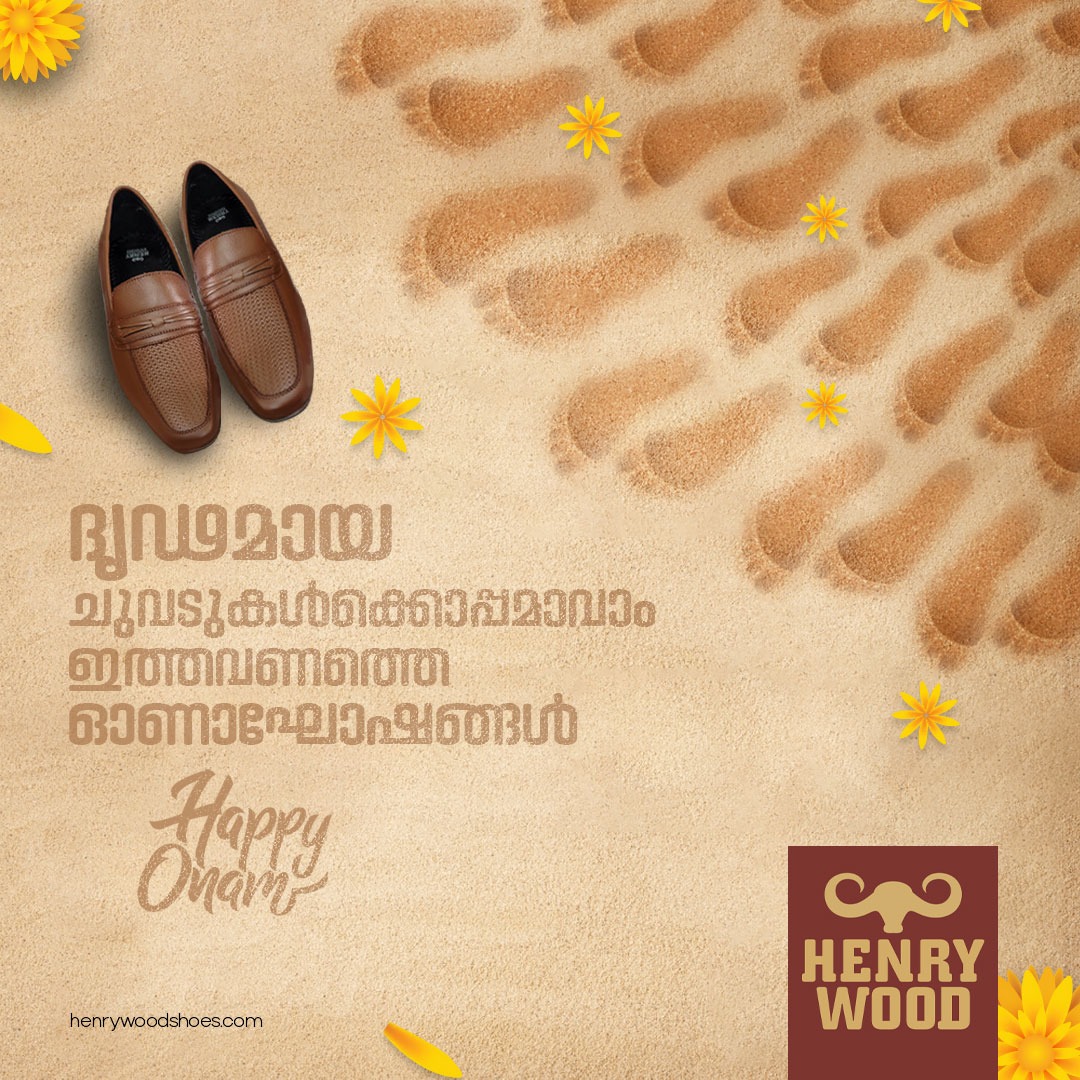 ദൃഢമായ
ചുവടുകൾക്കൊപ്പമാവാം
ഇത്തവണത്തെ
ഓണാഘോഷങ്ങൾ
Happy
Onam
HENRY
WOOD
henrywoodshoes.com